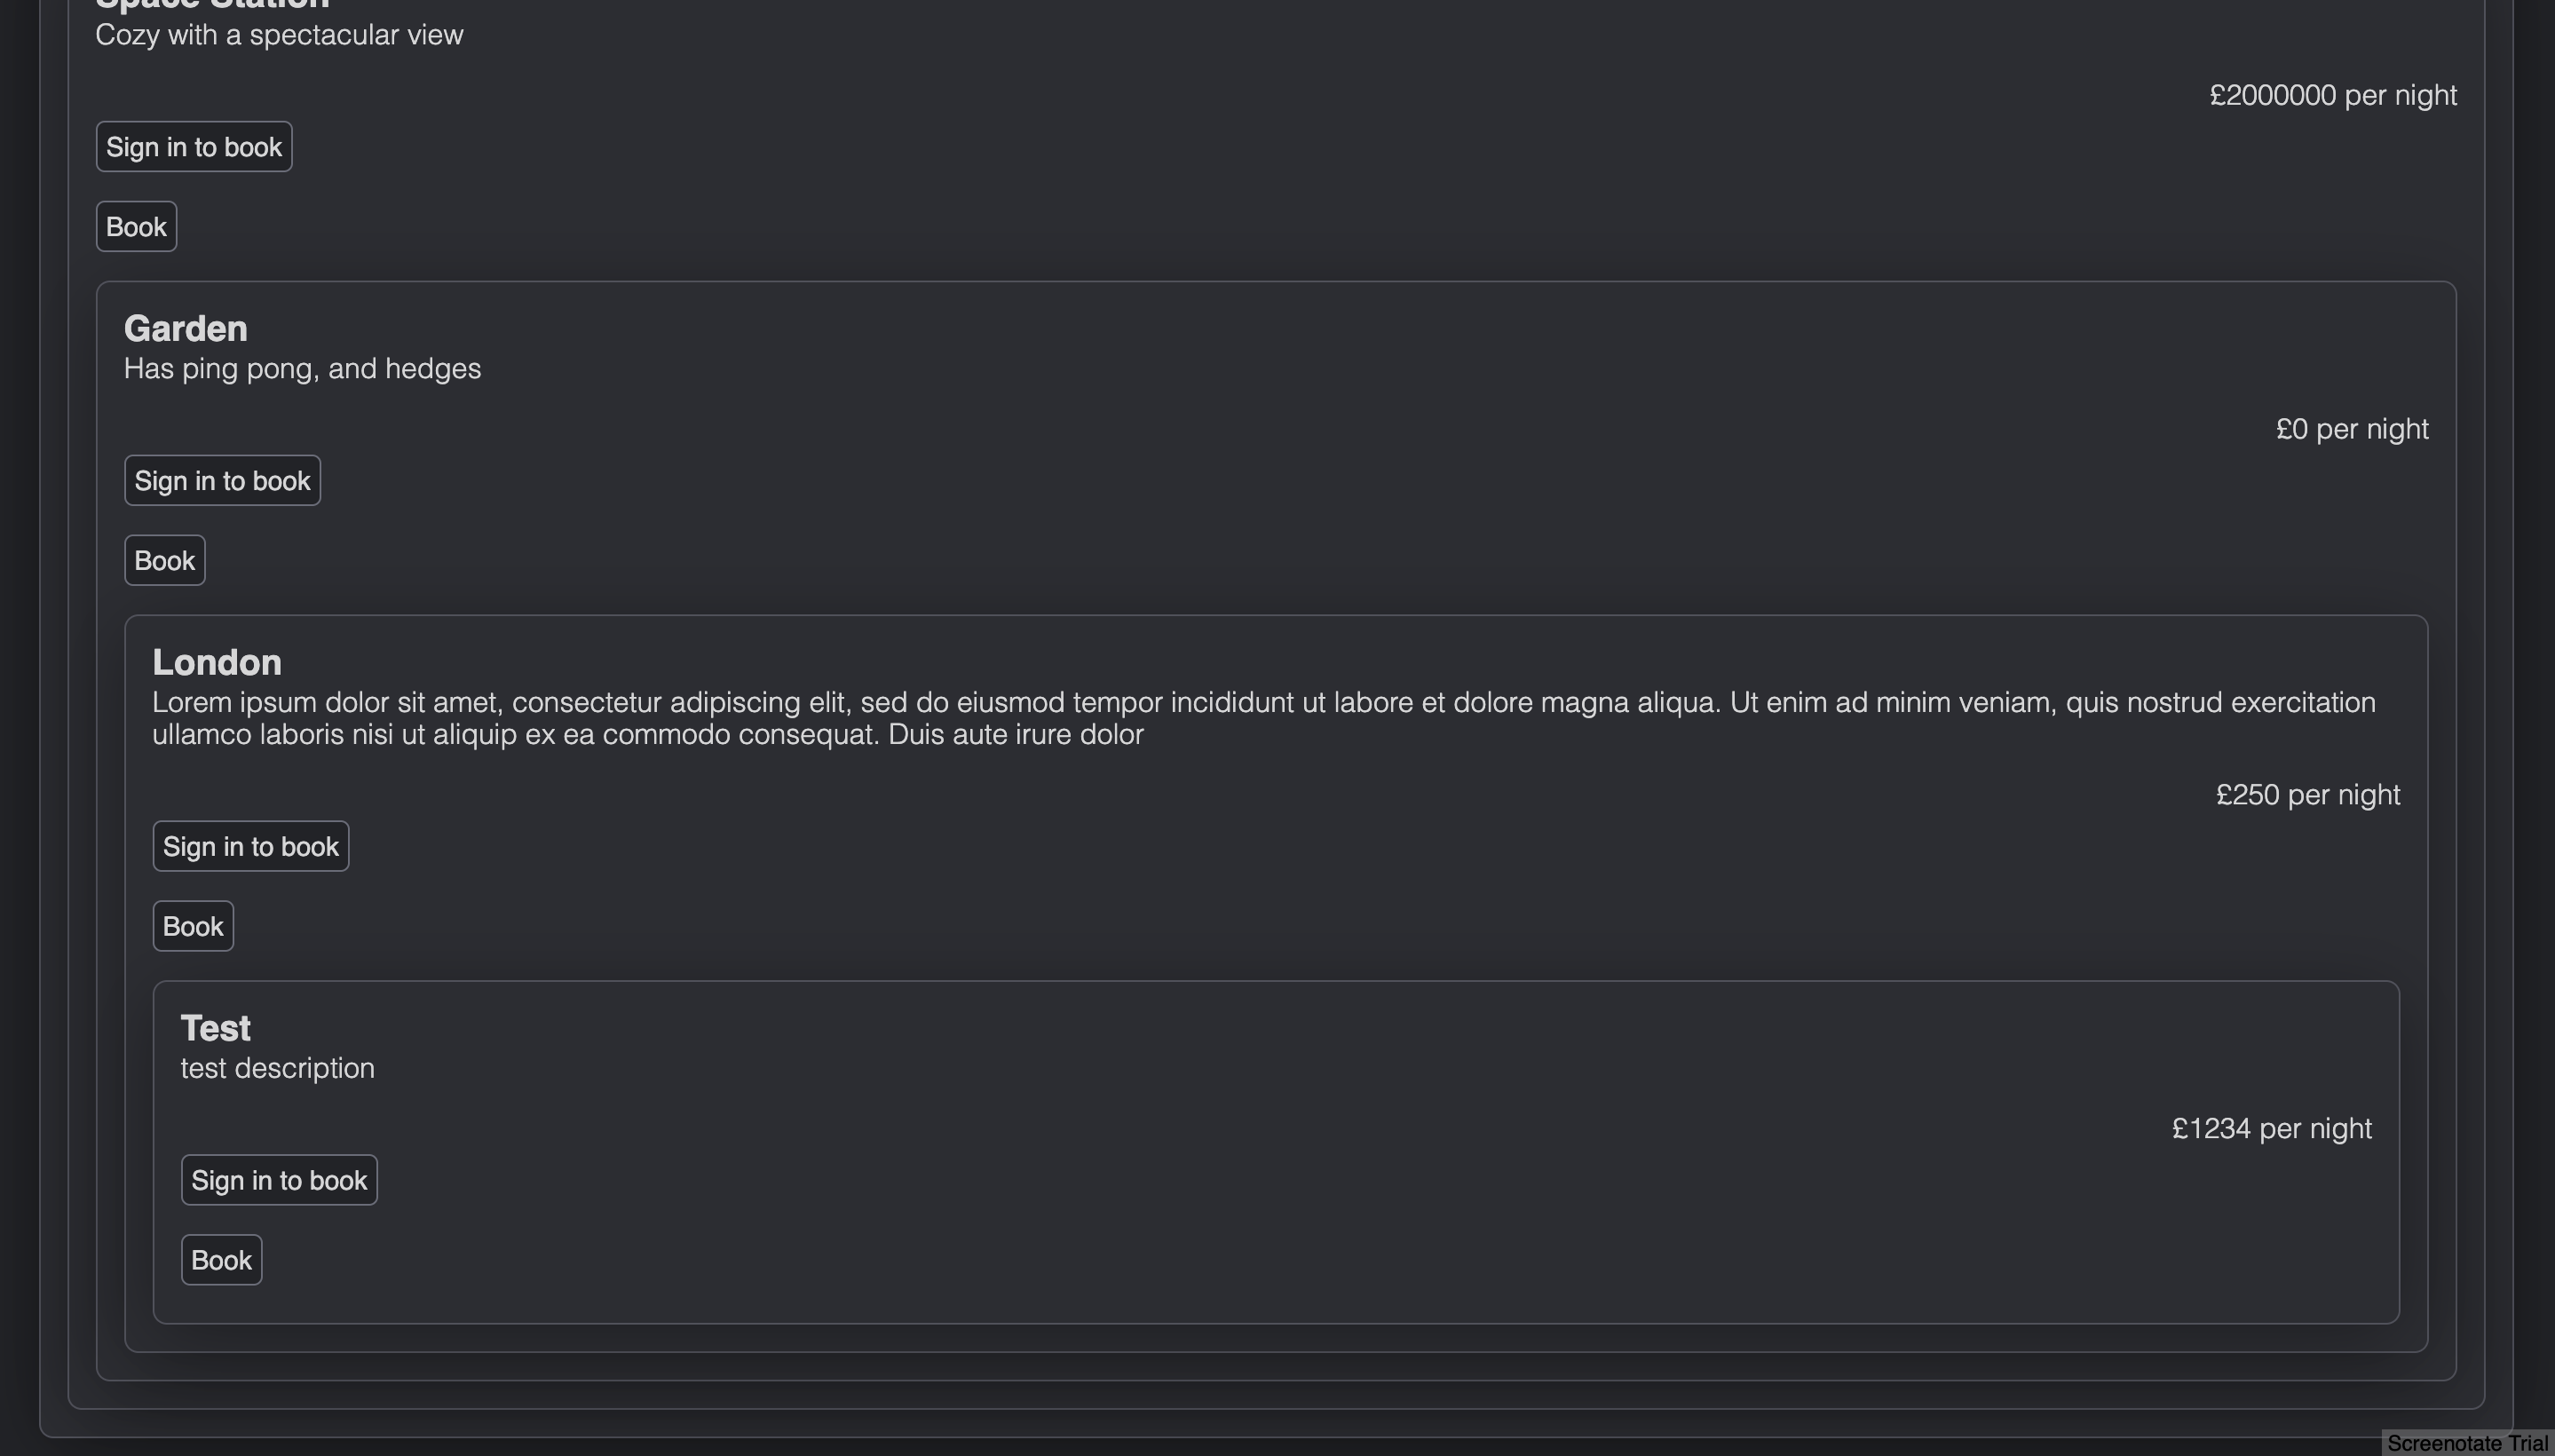 Space Station
Cozy with a spectacular view
£2000000 per night
Sign in to book
Book
Garden
Has ping pong, and hedges
£0 per night
Sign in to book
Book
London
Lorem ipsum dolor sit amet, consectetur adipiscing elit, sed do eiusmod tempor incididunt ut labore et dolore magna aliqua. Ut enim ad minim veniam, quis nostrud exercitation
ullamco laboris nisi ut aliquip ex ea commodo consequat. Duis aute irure dolor
£250 per night
Sign in to book
Book
Test
test description
£1234 per night
Sign in to book
Book
Screenotate Trial